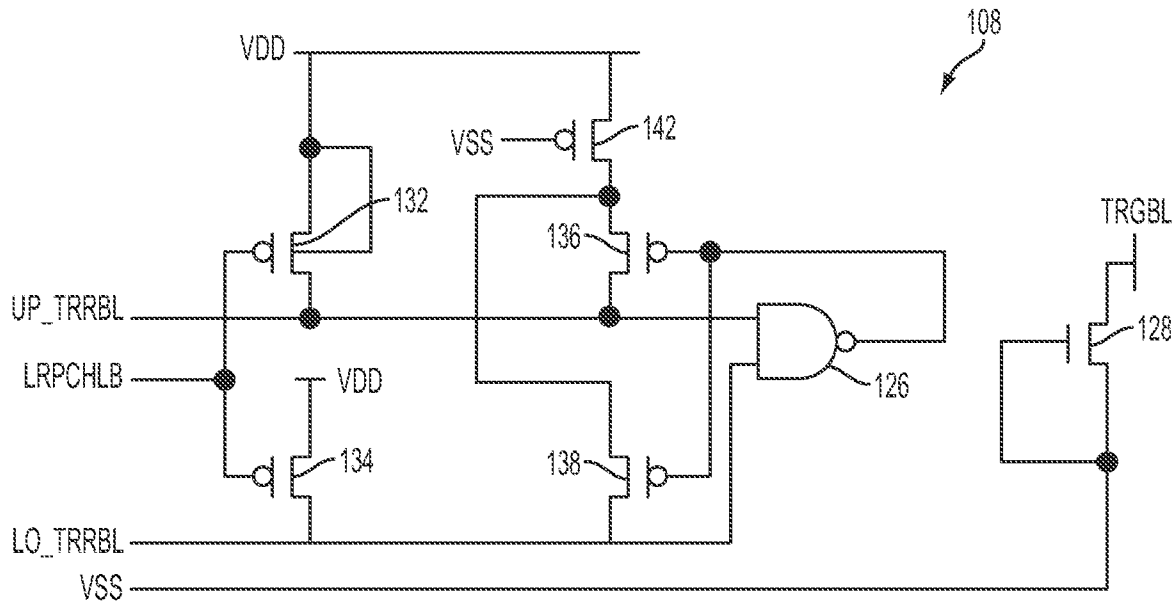 108
VDD
VSS
142
132
136
TRGBL
UP_TRRBL
128
LRPCHLB
VDD
126
134
138
LO_TRRBL
VSS